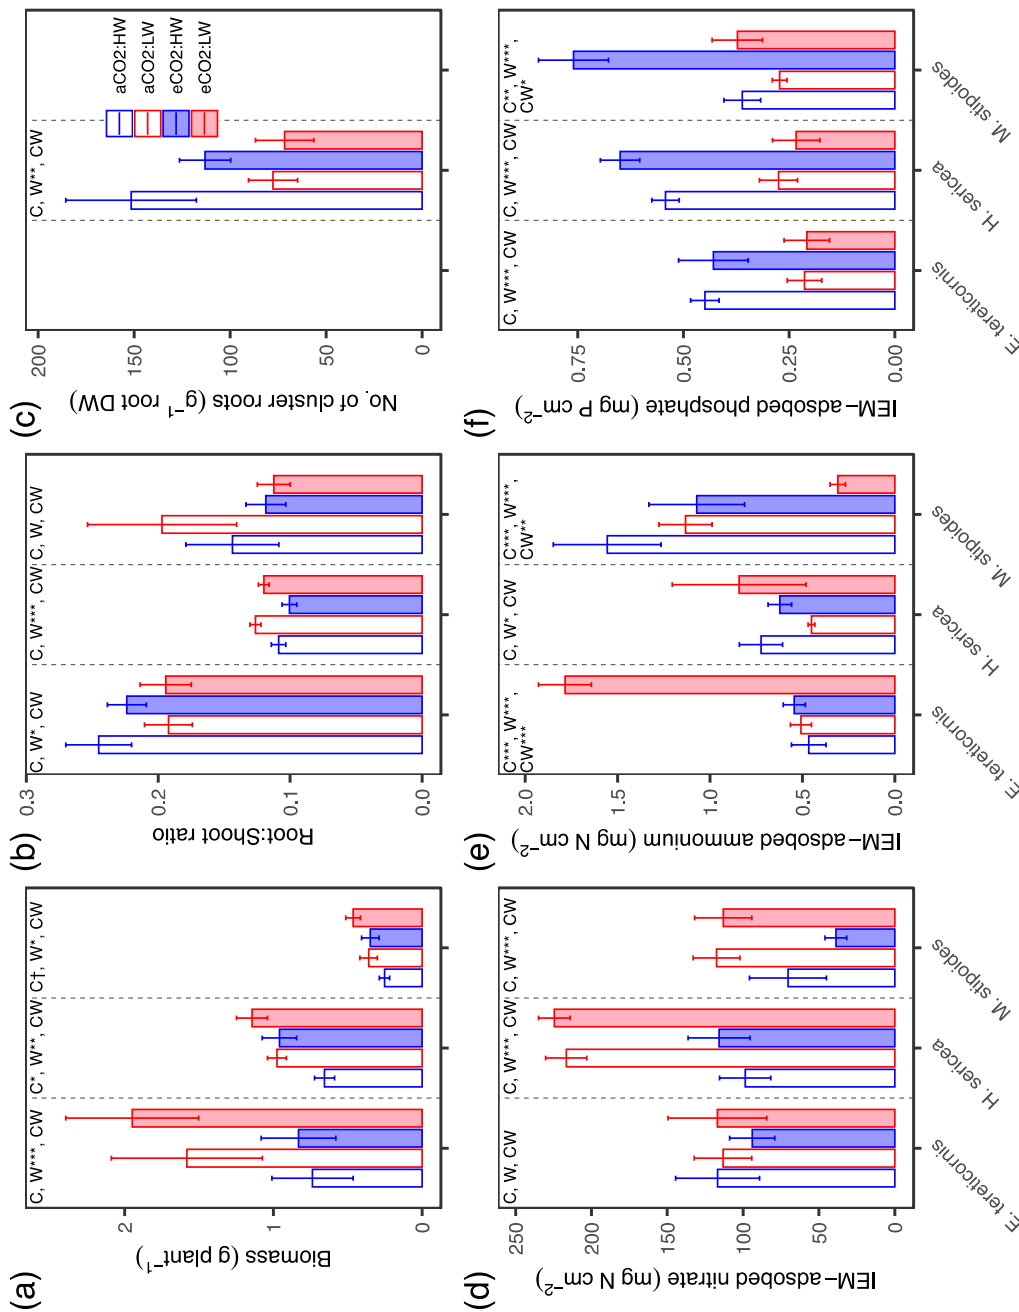 (a)
Biomass (g plant⁻¹)
2
1
0
C, W***, CW
C*, W**, CW
C†, W*, CW
(b)
Root:Shoot ratio
0.3
0.2
0.1
0.0
C, W*, CW
C, W***, CW
C, W, CW
(c)
No. of cluster roots (g⁻¹ root DW)
200
150
100
50
0
C, W**, CW
aCO2:HW
aCO2:LW
eCO2:HW
eCO2:LW
(d)
IEM−adsobed nitrate (mg N cm⁻²)
250
200
150
100
50
0
C, W, CW
C, W***, CW
C, W***, CW
E. tereticornis
H. sericea
M. stipoides
(e)
IEM−adsobed ammonium (mg N cm⁻²)
2.0
1.5
1.0
0.5
0.0
C***, W***,
CW***
C, W*, CW
C***, W***,
CW**
E. tereticornis
H. sericea
M. stipoides
(f)
IEM−adsobed phosphate (mg P cm⁻²)
0.75
0.50
0.25
0.00
C, W***, CW
C, W***, CW
C**, W***,
CW*
E. tereticornis
H. sericea
M. stipoides